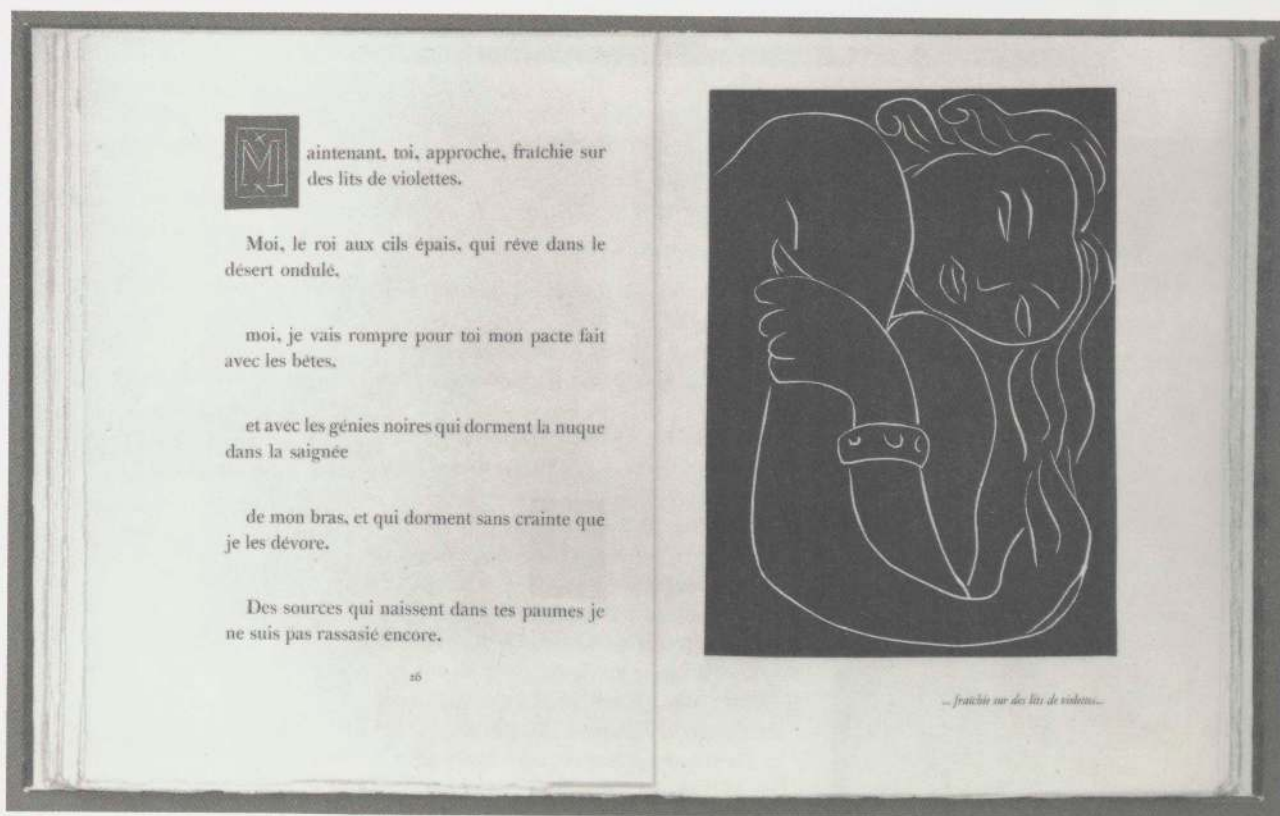 Maintenant, toi, approche, fraîchie sur
des lits de violettes.
Moi, le roi aux cils épais, qui rêve dans le
désert ondulé,
moi, je vais rompre pour toi mon pacte fait
avec les bêtes,
et avec les génies noires qui dorment la nuque
dans la saignée
de mon bras, et qui dorment sans crainte que
je les dévore.
Des sources qui naissent dans tes paumes je
ne suis pas rassasié encore.
26
... fraîchie sur des lits de violettes...